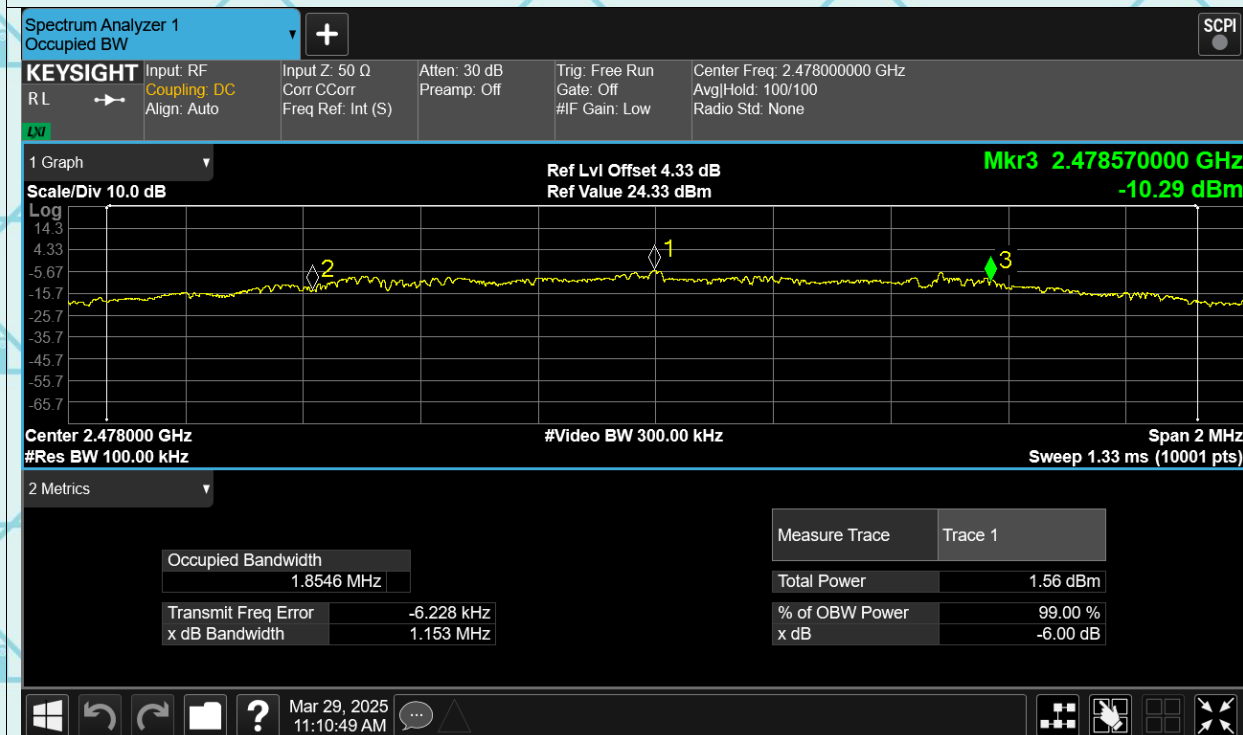 Spectrum Analyzer 1
Occupied BW
+
SCPI
KEYSIGHT
R L
LXI
Input: RF
Coupling: DC
Align: Auto
Input Z: 50 Ω
Corr CCorr
Freq Ref: Int (S)
Atten: 30 dB
Preamp: Off
Trig: Free Run
Gate: Off
#IF Gain: Low
Center Freq: 2.478000000 GHz
Avg|Hold: 100/100
Radio Std: None
1 Graph
Scale/Div 10.0 dB
Ref Lvl Offset 4.33 dB
Ref Value 24.33 dBm
Mkr3 2.478570000 GHz
-10.29 dBm
Log
14.3
4.33
-5.67
-15.7
-25.7
-35.7
-45.7
-55.7
-65.7
2
1
3
Center 2.478000 GHz
#Res BW 100.00 kHz
#Video BW 300.00 kHz
Span 2 MHz
Sweep 1.33 ms (10001 pts)
2 Metrics
Occupied Bandwidth
1.8546 MHz
Transmit Freq Error -6.228 kHz
x dB Bandwidth 1.153 MHz
Measure Trace Trace 1
Total Power 1.56 dBm
% of OBW Power 99.00 %
x dB -6.00 dB
?
Mar 29, 2025
11:10:49 AM